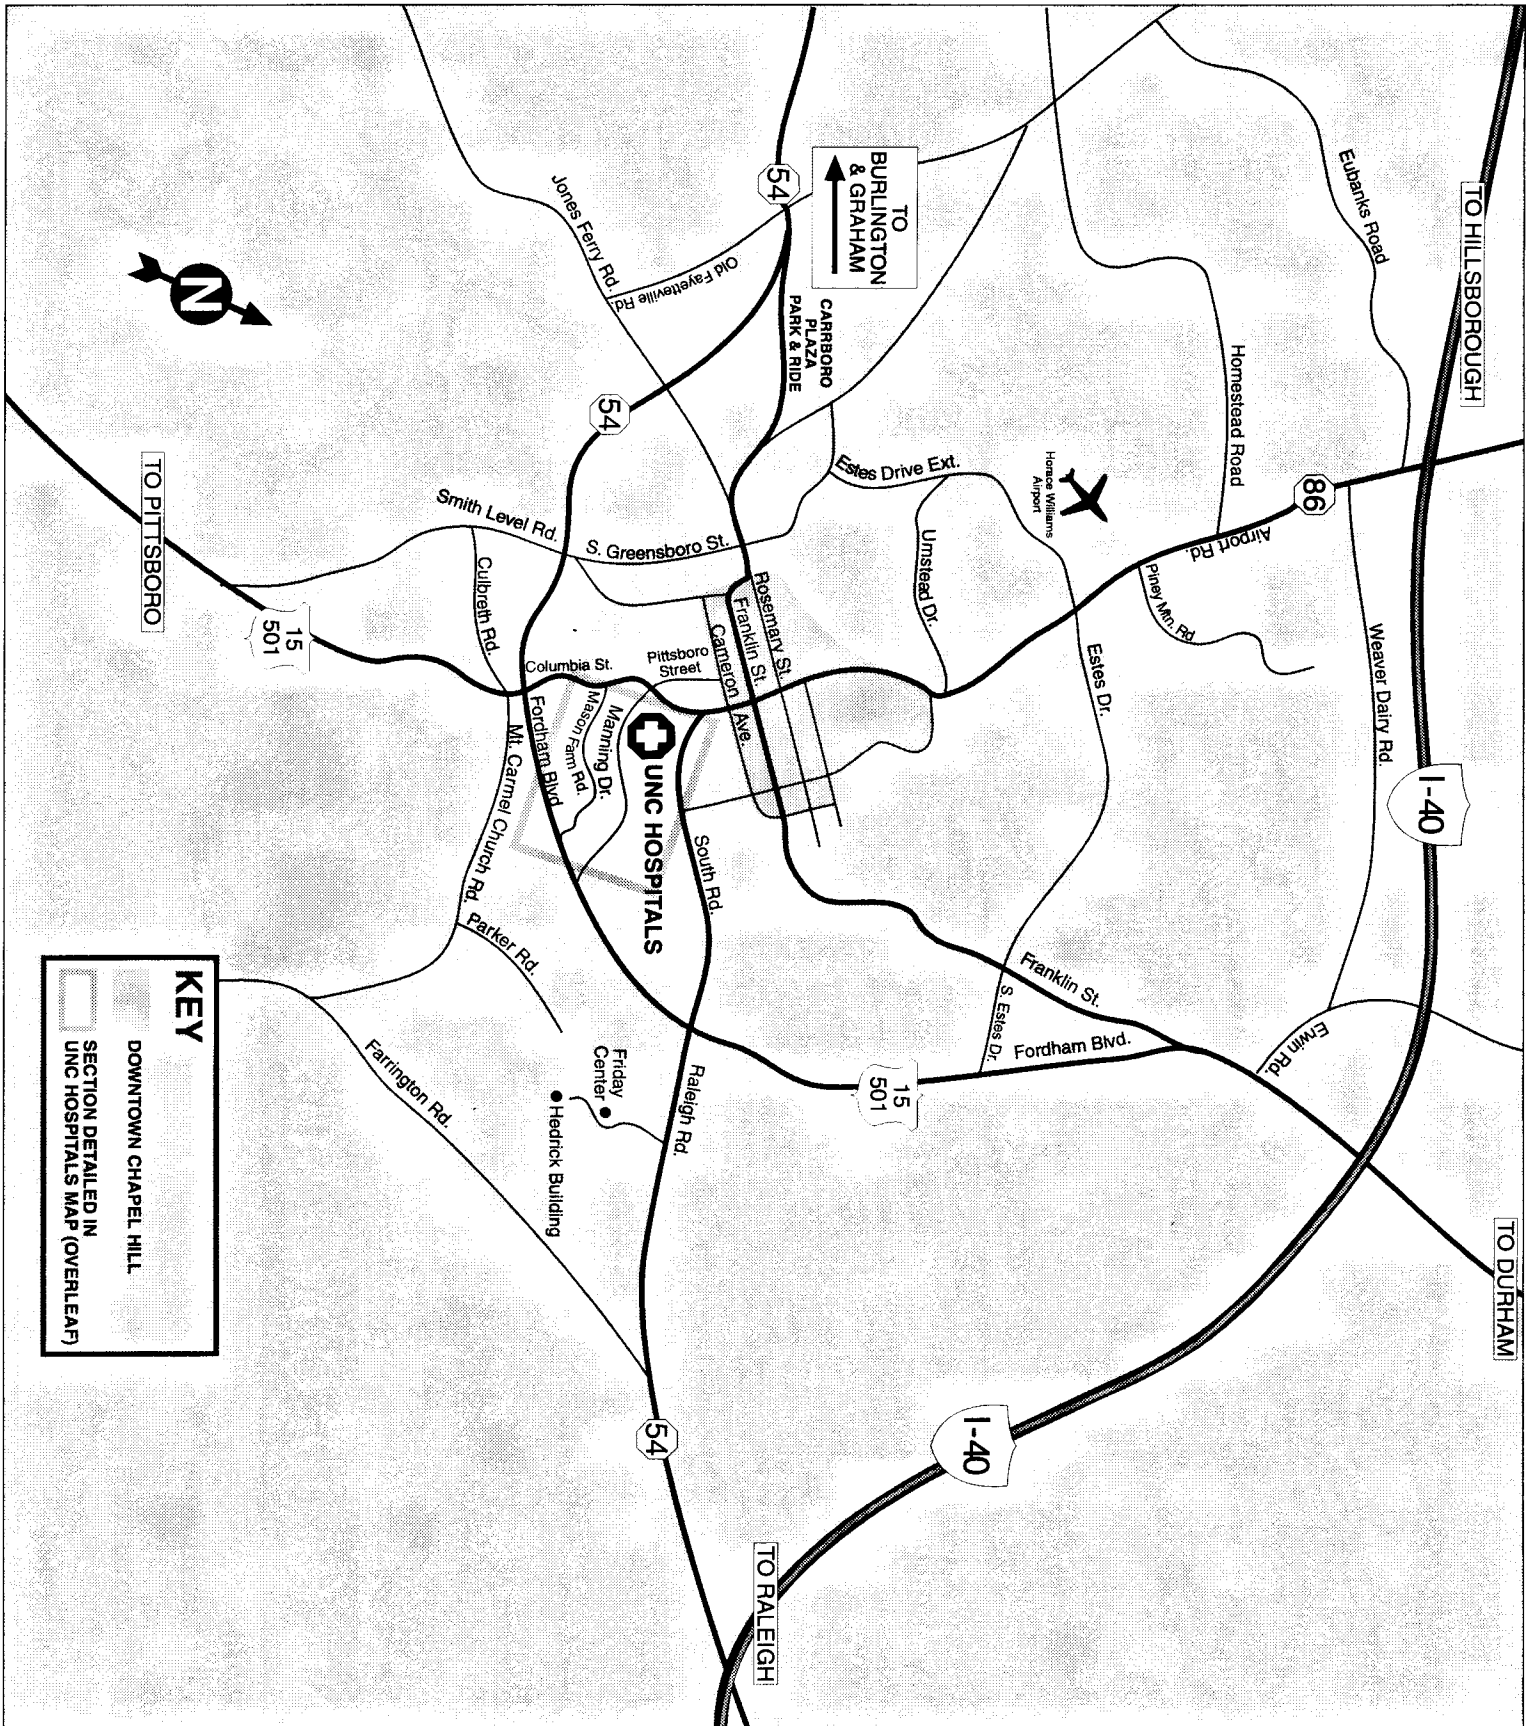 TO HILLSBOROUGH
Eubanks Road
TO
BURLINGTON
& GRAHAM
54
Jones Ferry Rd.
Old Fayetteville Rd.
CARRBORO
PLAZA
PARK & RIDE
Homestead Road
N
54
86
Airport Rd.
Horace Williams
Airport
Estes Drive Ext.
Umstead Dr.
Piney Mtn. Rd
Smith Level Rd.
S. Greensboro St.
TO PITTSBORO
15
501
Culbreth Rd.
Rosemary St.
Franklin St.
Cameron Ave.
Pittsboro
Street
Columbia St.
Estes Dr.
Weaver Dairy Rd.
I-40
Fordham Blvd
Mason Farm Rd.
Manning Dr.
UNC HOSPITALS
Mt. Carmel Church Rd.
South Rd.
Parker Rd.
Franklin St.
S. Estes Dr.
Fordham Blvd.
Erwin Rd.
15
501
Farrington Rd.
Friday
Center
Hedrick Building
Raleigh Rd.
TO DURHAM
I-40
54
TO RALEIGH
KEY
DOWNTOWN CHAPEL HILL
SECTION DETAILED IN
UNC HOSPITALS MAP (OVERLEAF)